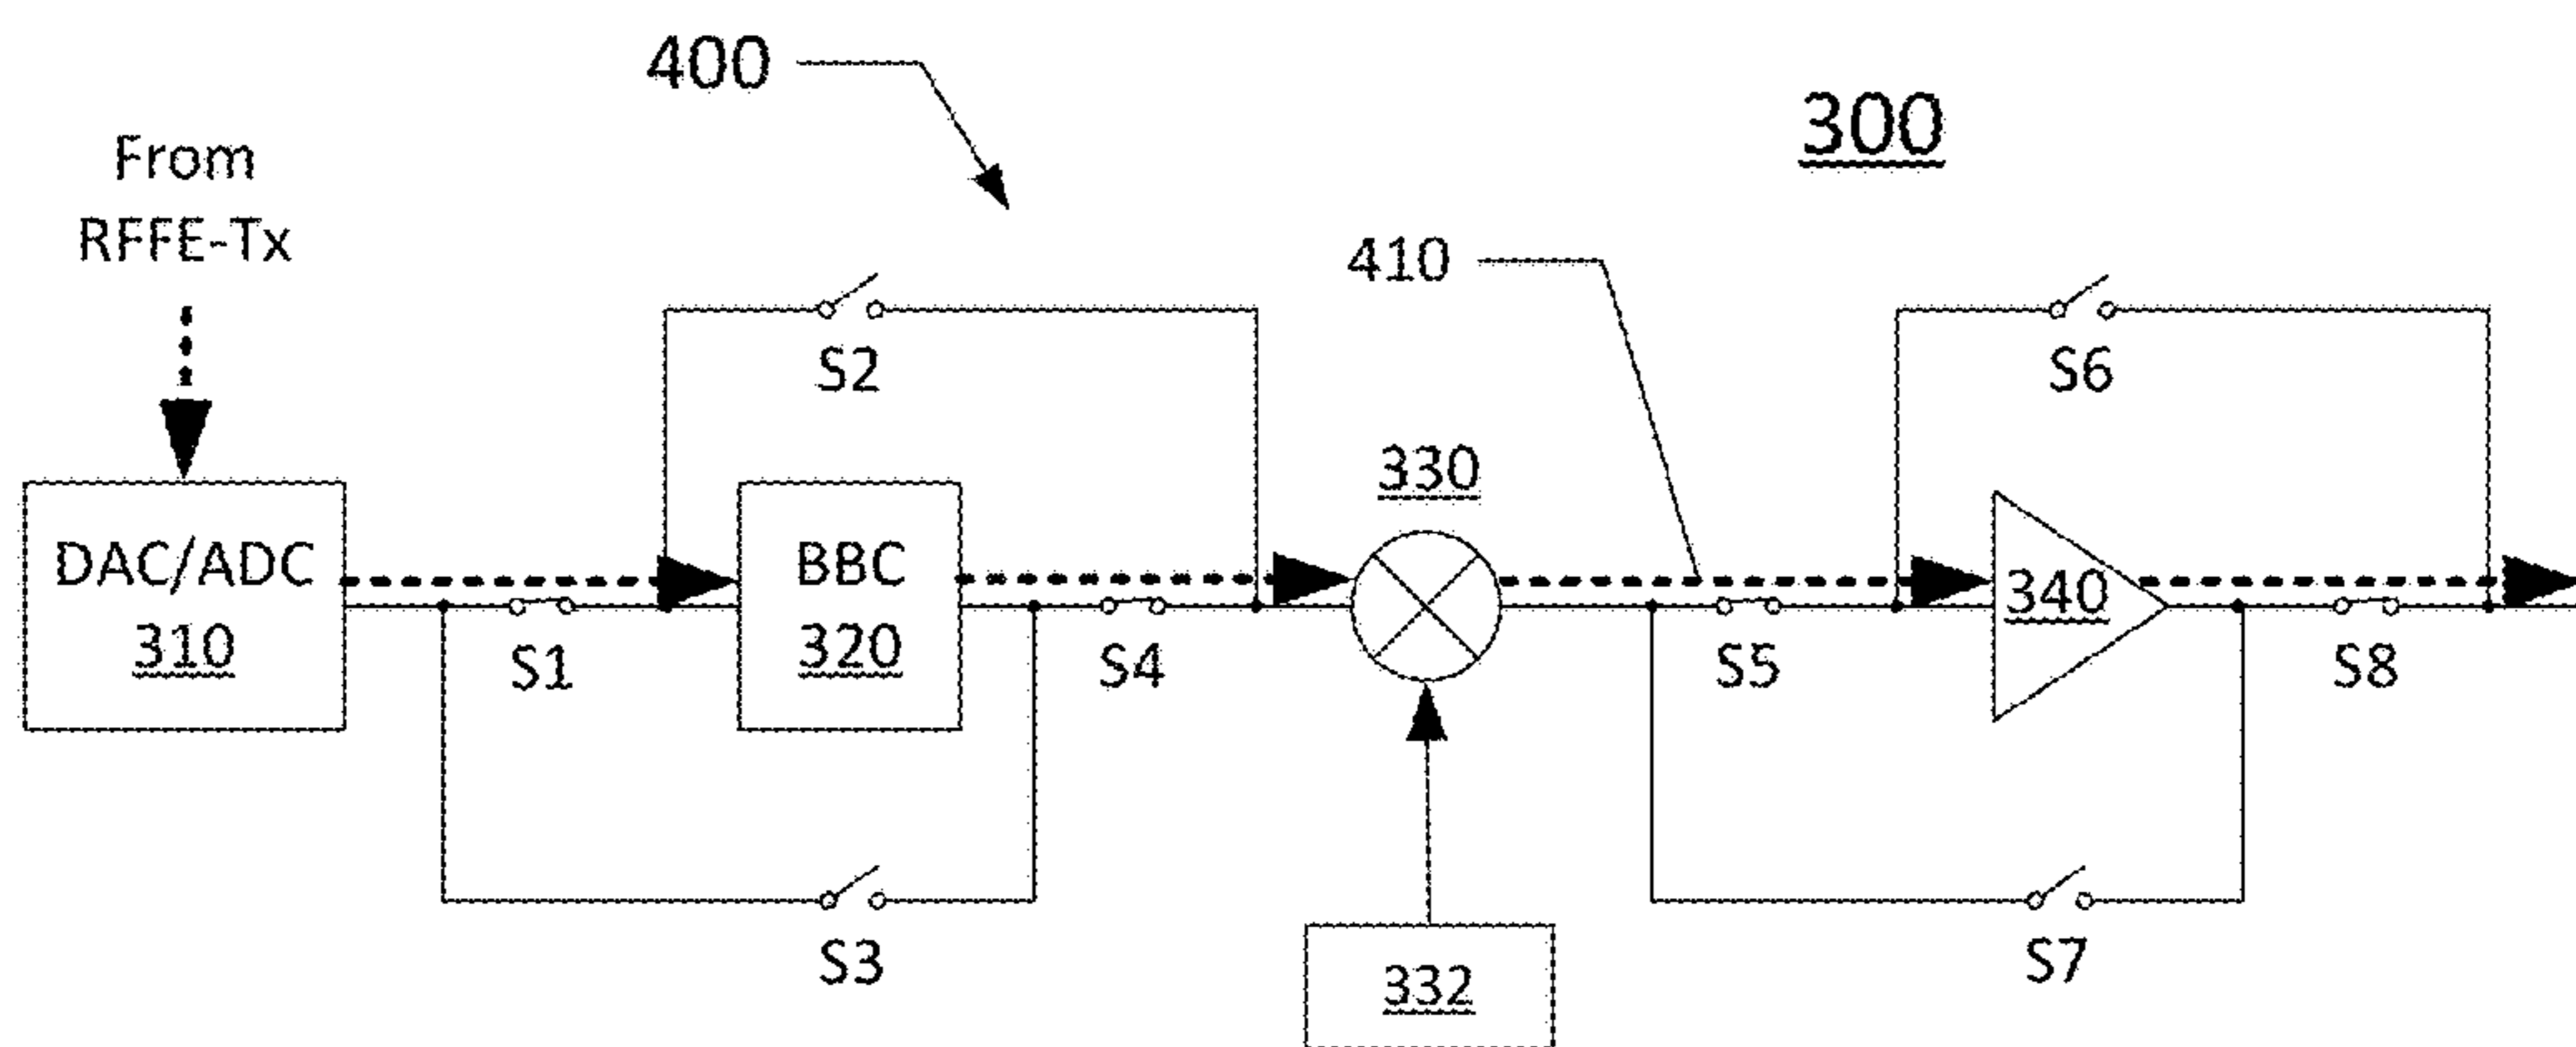 400
300
From
RFFE-Tx
410
S2
S6
330
DAC/ADC
310
BBC
320
340
S1
S4
S5
S8
S3
S7
332